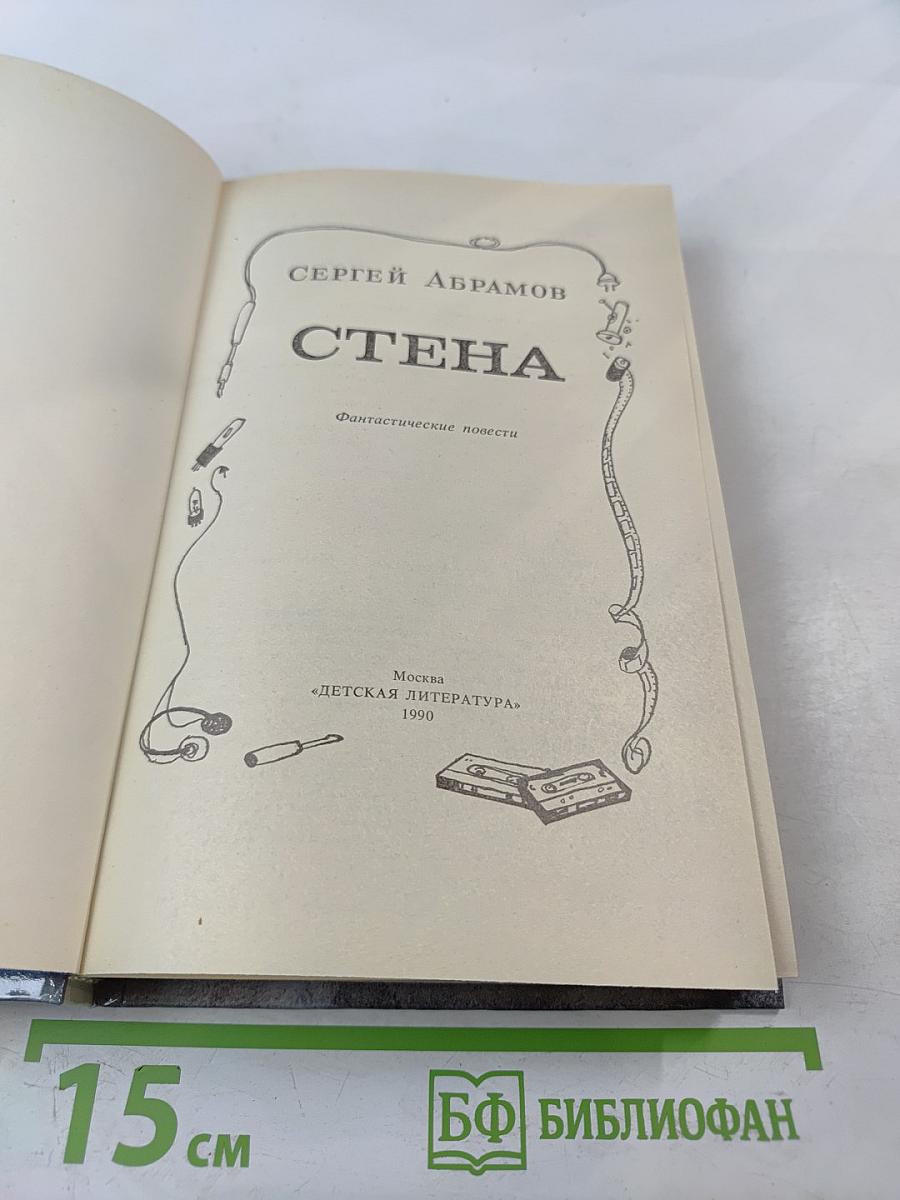 Сергей Абрамов
СТЕНА
Фантастические повести
Москва
«ДЕТСКАЯ ЛИТЕРАТУРА»
1990
15 см
БФ БИБЛИОФАН